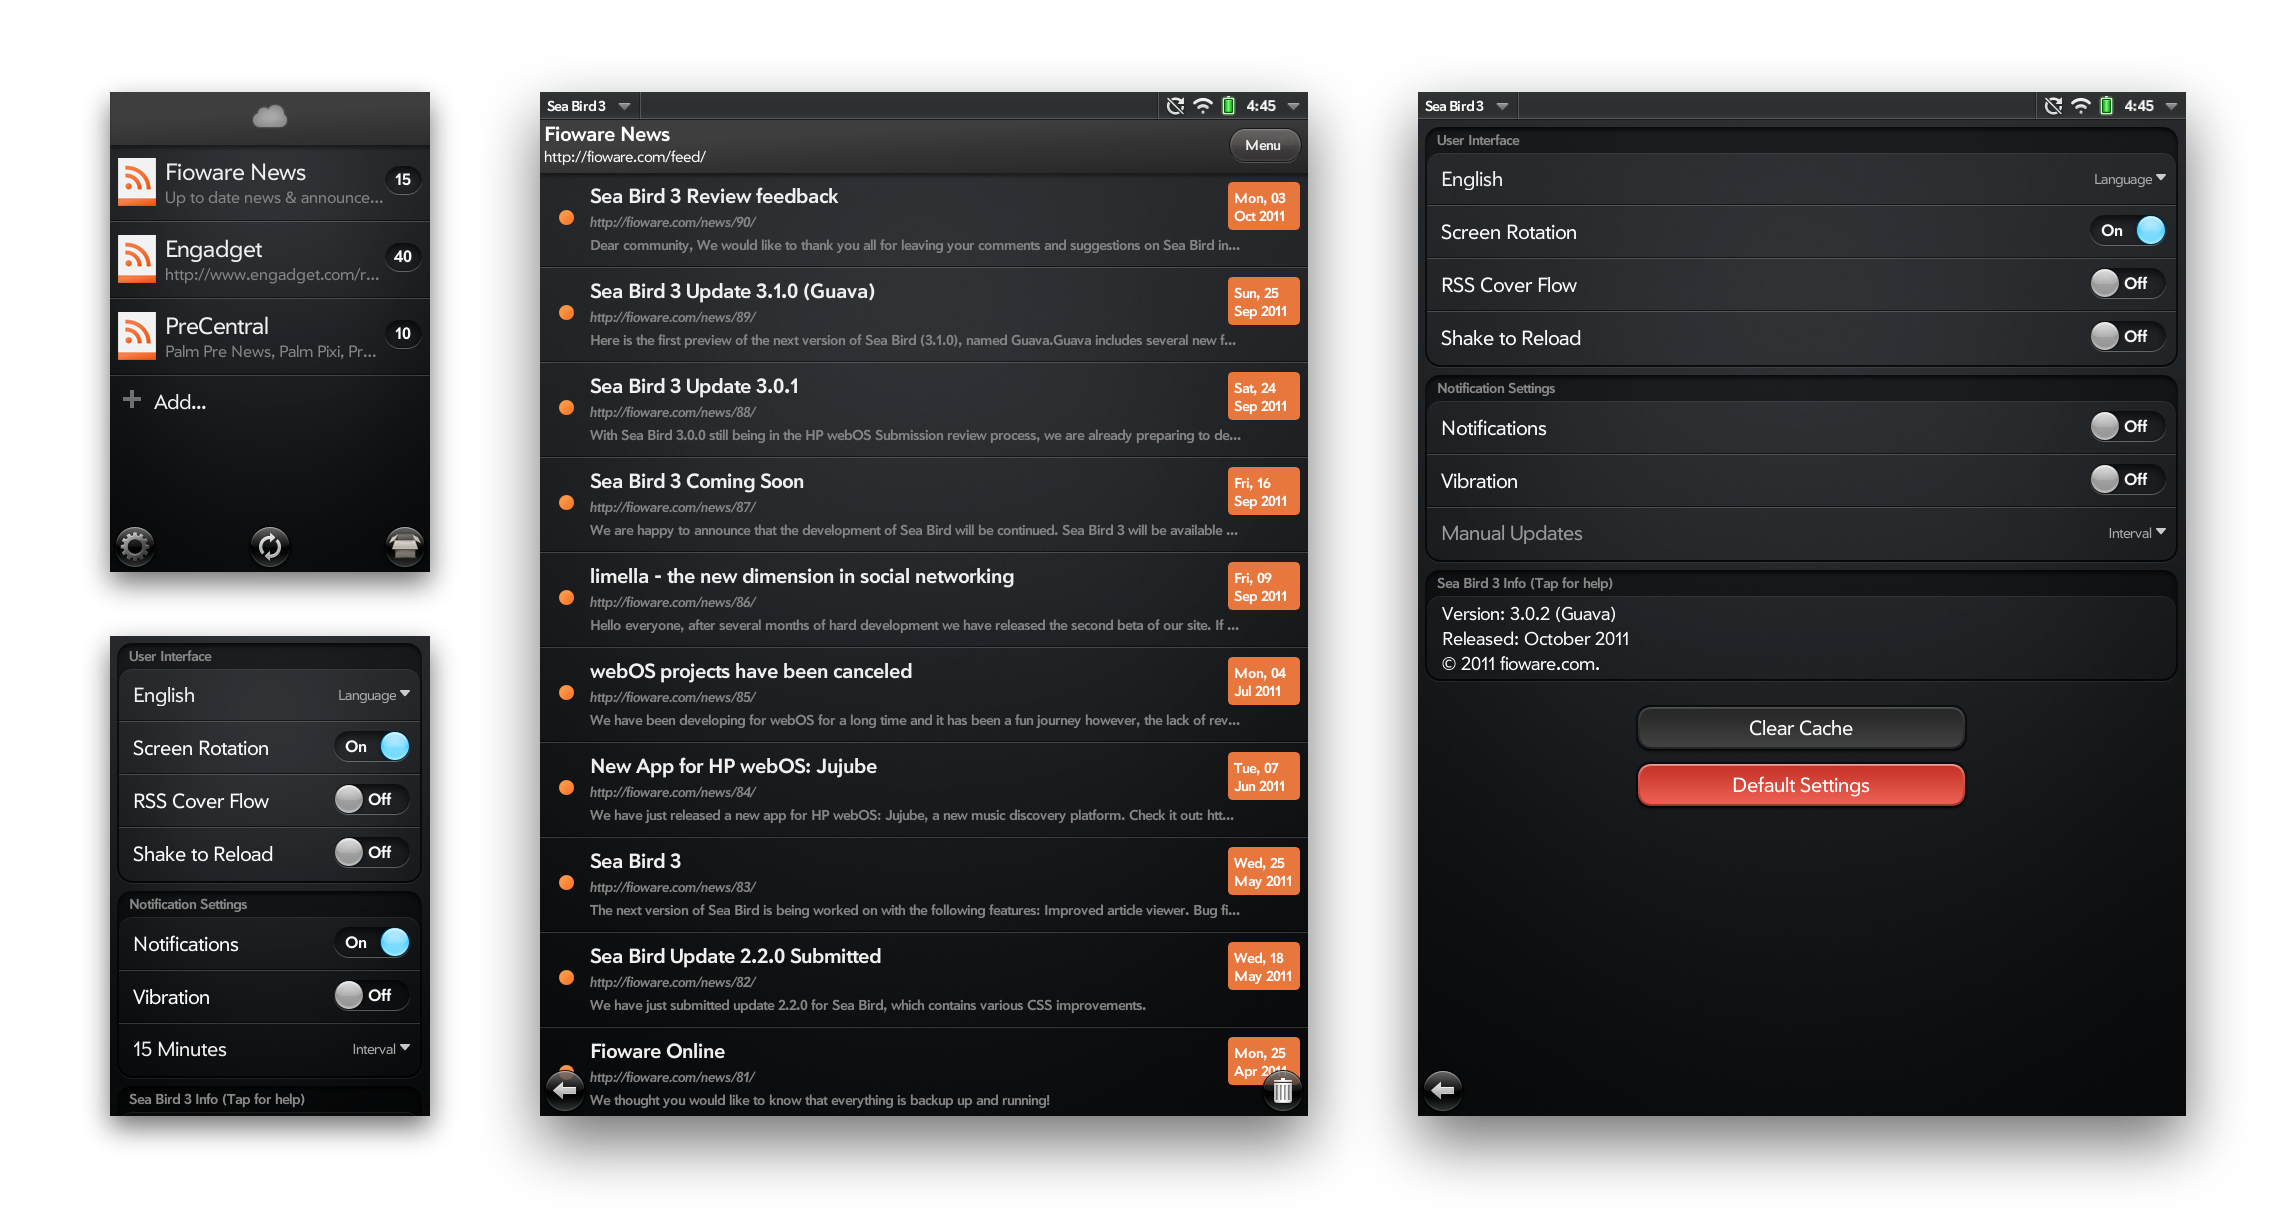 Fioware News
15
Up to date news & announce...
Engadget
40
http://www.engadget.com/r...
PreCentral
10
Palm Pre News, Palm Pixi, Pr...
Add...
User Interface
English
Language
Screen Rotation
On
RSS Cover Flow
Off
Shake to Reload
Off
Notification Settings
Notifications
On
Vibration
Off
15 Minutes
Interval
Sea Bird 3 Info (Tap for help)
Sea Bird 3
4:45
Fioware News
http://fioware.com/feed/
Menu
Sea Bird 3 Review feedback
http://fioware.com/news/90/
Dear community, We would like to thank you all for leaving your comments and suggestions on Sea Bird in...
Mon, 03
Oct 2011
Sea Bird 3 Update 3.1.0 (Guava)
http://fioware.com/news/89/
Here is the first preview of the next version of Sea Bird (3.1.0), named Guava.Guava includes several new f...
Sun, 25
Sep 2011
Sea Bird 3 Update 3.0.1
http://fioware.com/news/88/
With Sea Bird 3.0.0 still being in the HP webOS Submission review process, we are already preparing to de...
Sat, 24
Sep 2011
Sea Bird 3 Coming Soon
http://fioware.com/news/87/
We are happy to announce that the development of Sea Bird will be continued. Sea Bird 3 will be available ...
Fri, 16
Sep 2011
limella - the new dimension in social networking
http://fioware.com/news/86/
Hello everyone, after several months of hard development we have released the second beta of our site. If ...
Fri, 09
Sep 2011
webOS projects have been canceled
http://fioware.com/news/85/
We have been developing for webOS for a long time and it has been a fun journey however, the lack of rev...
Mon, 04
Jul 2011
New App for HP webOS: Jujube
http://fioware.com/news/84/
We have just released a new app for HP webOS: Jujube, a new music discovery platform. Check it out: htt...
Tue, 07
Jun 2011
Sea Bird 3
http://fioware.com/news/83/
The next version of Sea Bird is being worked on with the following features: Improved article viewer. Bug fi...
Wed, 25
May 2011
Sea Bird Update 2.2.0 Submitted
http://fioware.com/news/82/
We have just submitted update 2.2.0 for Sea Bird, which contains various CSS improvements.
Wed, 18
May 2011
Fioware Online
http://fioware.com/news/81/
We thought you would like to know that everything is backup up and running!
Mon, 25
Apr 2011
Sea Bird 3
4:45
User Interface
English
Language
Screen Rotation
On
RSS Cover Flow
Off
Shake to Reload
Off
Notification Settings
Notifications
Off
Vibration
Off
Manual Updates
Interval
Sea Bird 3 Info (Tap for help)
Version: 3.0.2 (Guava)
Released: October 2011
© 2011 fioware.com.
Clear Cache
Default Settings